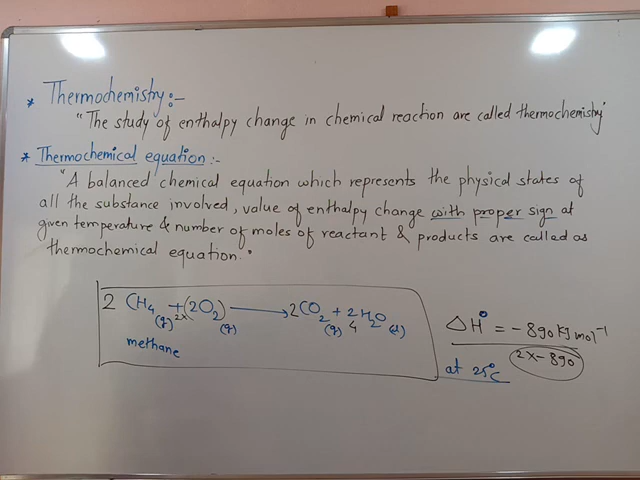 * Thermochemistry:-
"The study of enthalpy change in chemical reaction are called thermochemistry"
* Thermochemical equation:-
"A balanced chemical equation which represents the physical states of
all the substance involved, value of enthalpy change with proper sign at
given temperature & number of moles of reactant & products are called as
thermochemical equation."
2 CH4 (g) + 2x (2O2) (g) ⟶ 2CO2 (g) + 2 4 H2O (l)
methane
△H° = -890 kJ mol⁻¹
2x-890
at 25°C